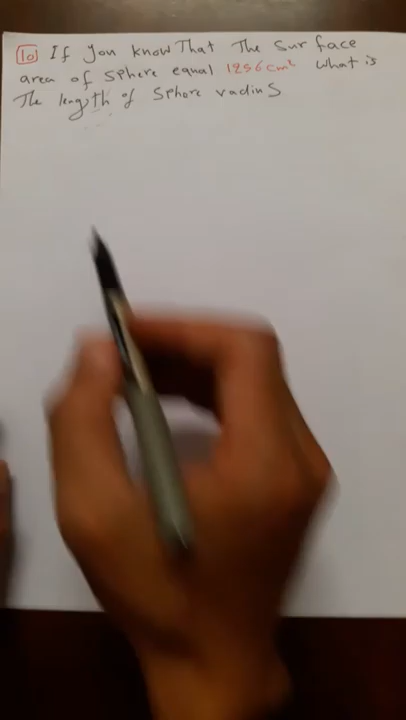 10 If you know That The Surface
area of sphere equal 1256 cm² what is
The length of sphere radius